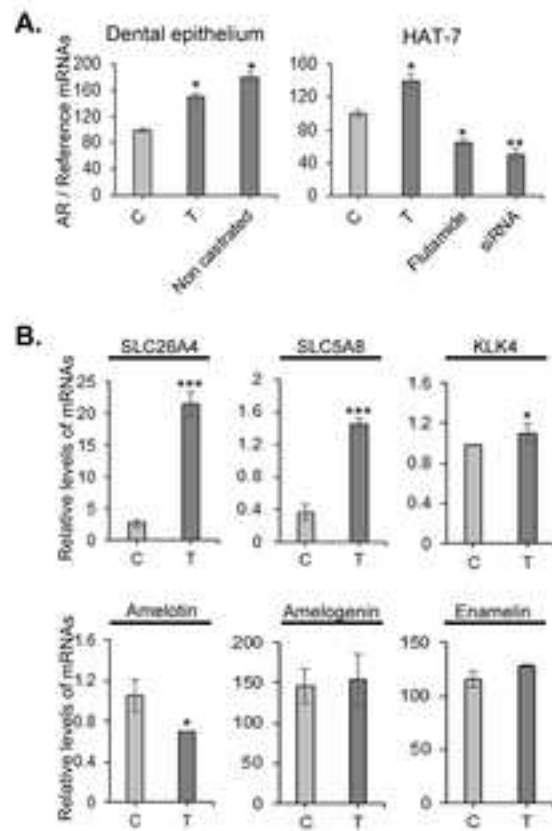 A.
Dental epithelium
AR / Reference mRNAs
200
160
120
80
40
0
*
*
C
T
Non castrated
HAT-7
160
120
80
40
0
*
*
**
C
T
Flutamide
siRNA
B.
SLC26A4
Relative levels of mRNAs
25
20
15
10
5
0
***
C
T
SLC5A8
2
1.6
1.2
0.8
0.4
0
***
C
T
KLK4
1.6
1.2
0.8
0.4
0
*
C
T
Amelotin
Relative levels of mRNAs
1.6
1.2
0.8
0.4
0
*
C
T
Amelogenin
200
150
100
50
0
C
T
Enamelin
150
100
50
0
C
T